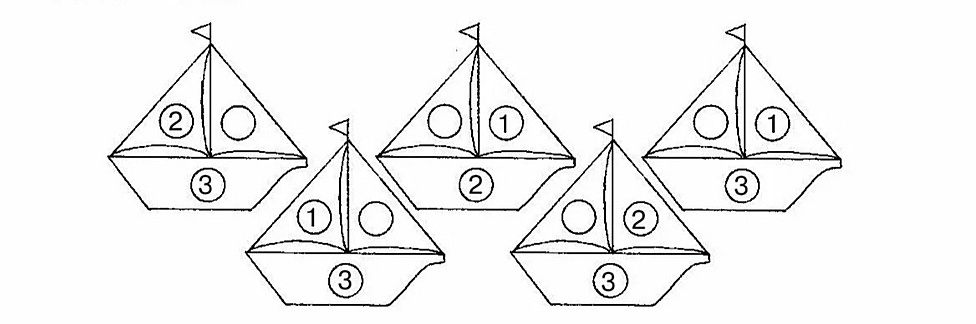 ② ① ①
③ ② ③
① ②
③ ③